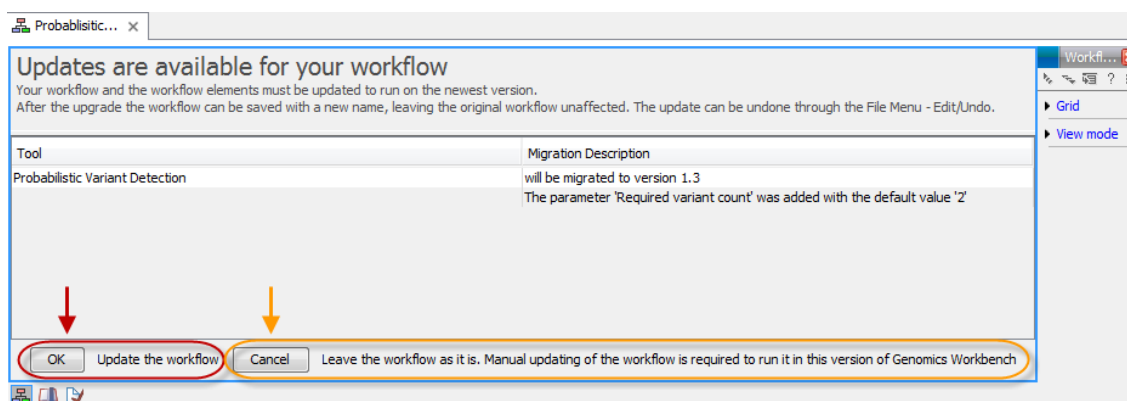 Probablisitic...
Updates are available for your workflow
Workfl...
Your workflow and the workflow elements must be updated to run on the newest version.
After the upgrade the workflow can be saved with a new name, leaving the original workflow unaffected. The update can be undone through the File Menu - Edit/Undo.
Grid
View mode
Tool Migration Description
Probabilistic Variant Detection will be migrated to version 1.3
The parameter 'Required variant count' was added with the default value '2'
OK Update the workflow Cancel Leave the workflow as it is. Manual updating of the workflow is required to run it in this version of Genomics Workbench